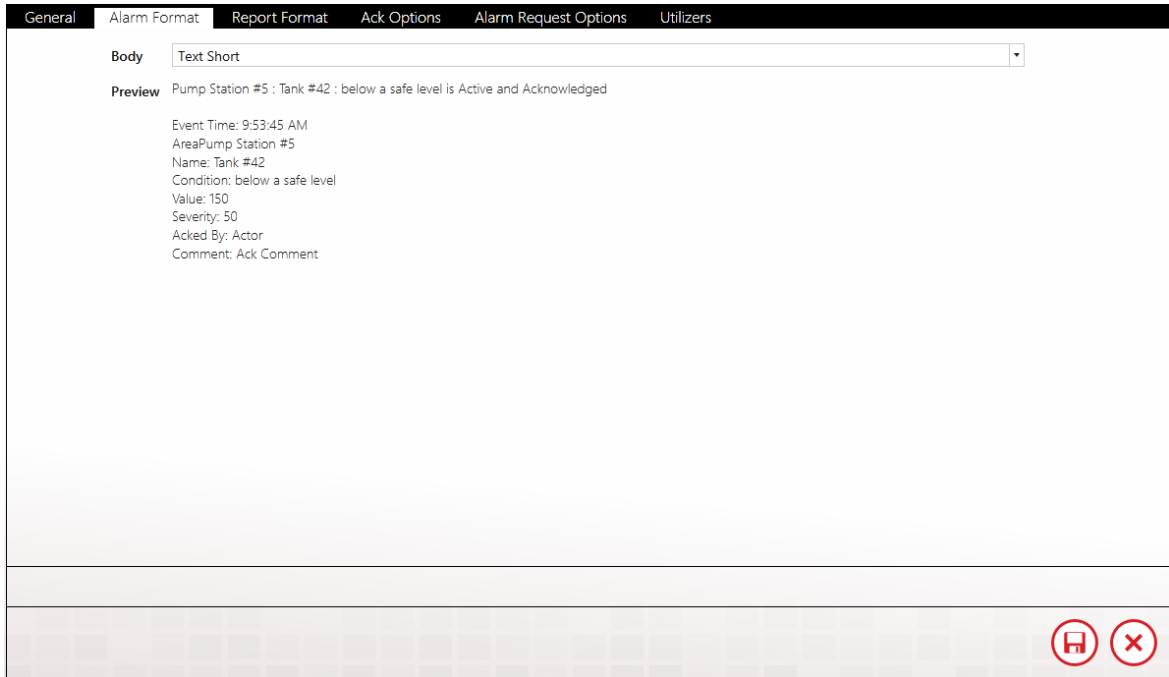 General Alarm Format Report Format Ack Options Alarm Request Options Utilizers
Body Text Short
Preview Pump Station #5 : Tank #42 : below a safe level is Active and Acknowledged
Event Time: 9:53:45 AM
AreaPump Station #5
Name: Tank #42
Condition: below a safe level
Value: 150
Severity: 50
Acked By: Actor
Comment: Ack Comment